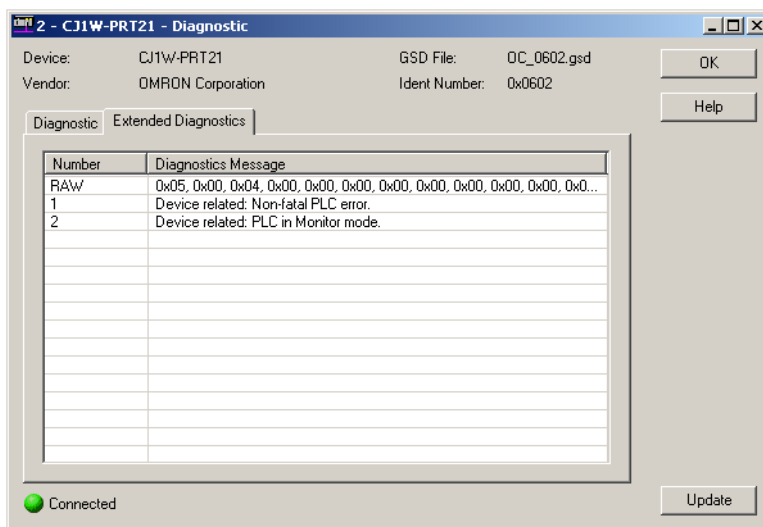 2 - CJ1W-PRT21 - Diagnostic
Device: CJ1W-PRT21 GSD File: OC_0602.gsd
Vendor: OMRON Corporation Ident Number: 0x0602
OK
Help
Diagnostic Extended Diagnostics
Number Diagnostics Message
RAW 0x05, 0x00, 0x04, 0x00, 0x00, 0x00, 0x00, 0x00, 0x00, 0x00, 0x00, 0x0...
1 Device related: Non-fatal PLC error.
2 Device related: PLC in Monitor mode.
Connected
Update